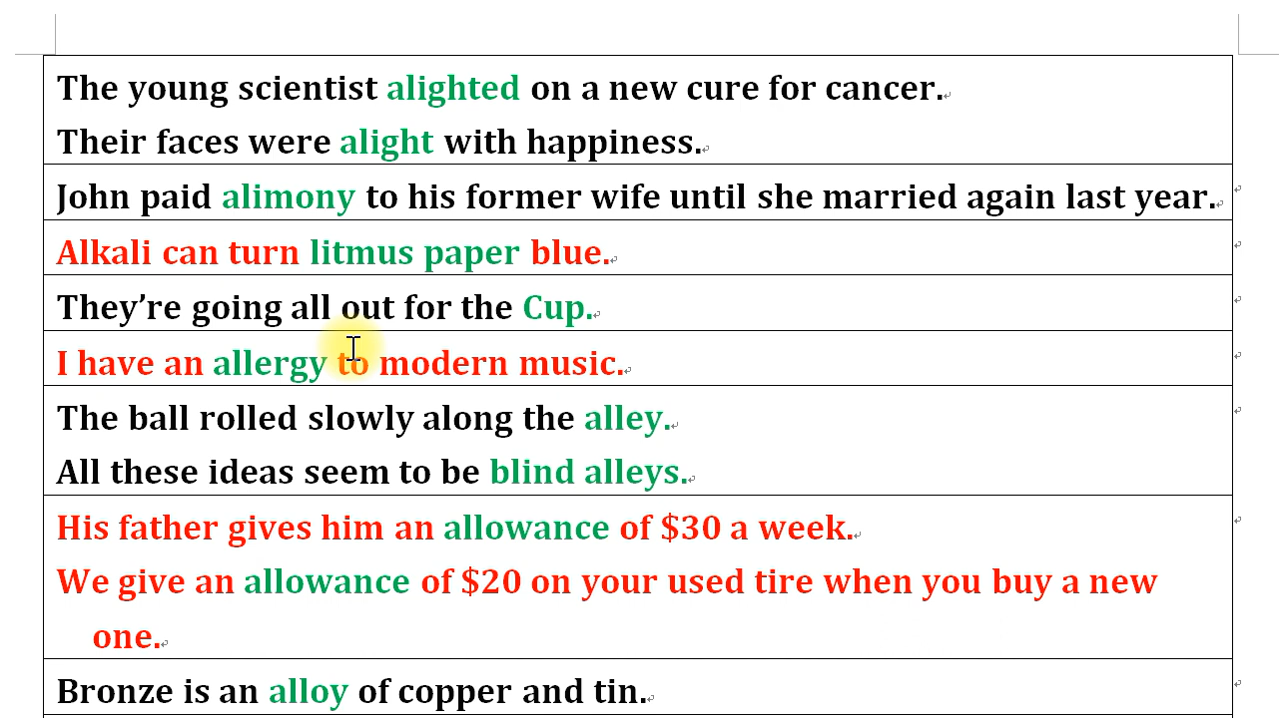 The young scientist alighted on a new cure for cancer.
Their faces were alight with happiness.
John paid alimony to his former wife until she married again last year.
Alkali can turn litmus paper blue.
They’re going all out for the Cup.
I have an allergy to modern music.
The ball rolled slowly along the alley.
All these ideas seem to be blind alleys.
His father gives him an allowance of $30 a week.
We give an allowance of $20 on your used tire when you buy a new
one.
Bronze is an alloy of copper and tin.